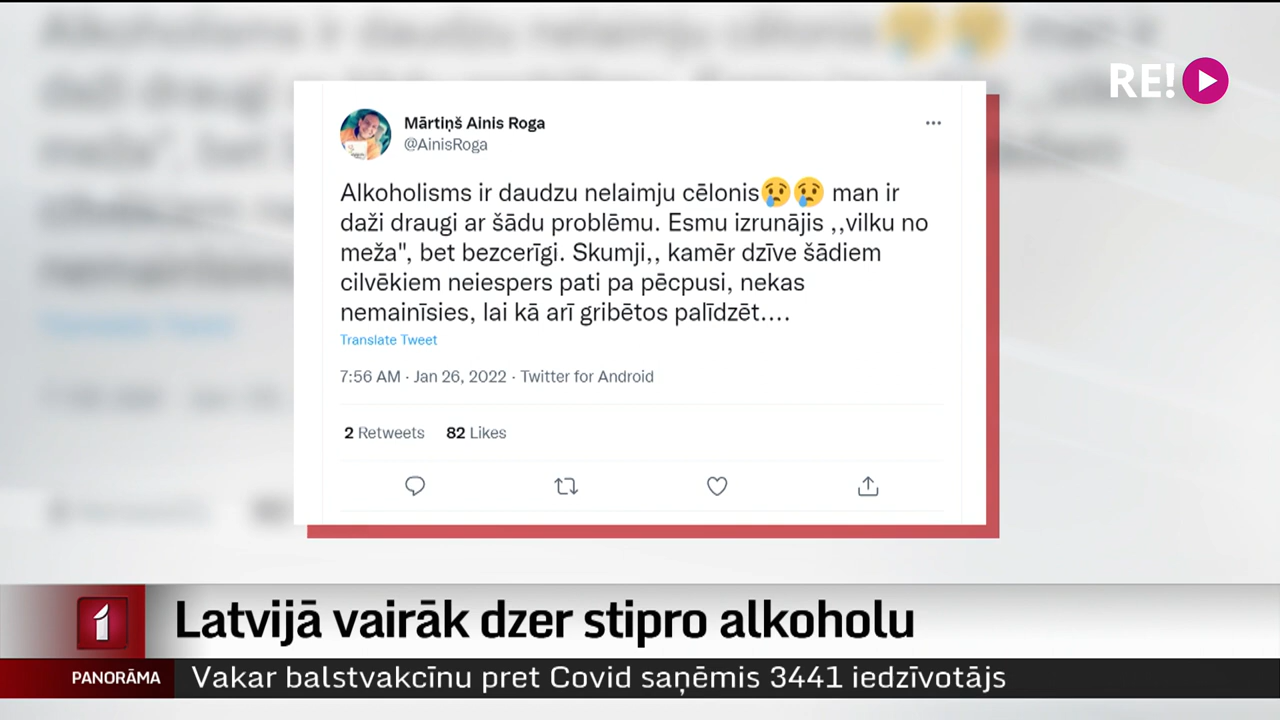 RE!
Mārtiņš Ainis Roga
@AinisRoga
Alkoholisms ir daudzu nelaimju cēlonis😢😢 man ir
daži draugi ar šādu problēmu. Esmu izrunājis ,,vilku no
meža", bet bezcerīgi. Skumji,, kamēr dzīve šādiem
cilvēkiem neiespers pati pa pēcpusi, nekas
nemainīsies, lai kā arī gribētos palīdzēt....
Translate Tweet
7:56 AM · Jan 26, 2022 · Twitter for Android
2 Retweets 82 Likes
1 Latvijā vairāk dzer stipro alkoholu
PANORĀMA Vakar balstvakcīnu pret Covid saņēmis 3441 iedzīvotājs